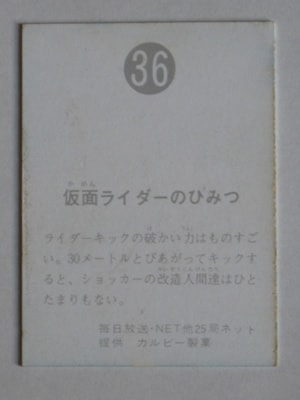 36
仮面ライダーのひみつ
ライダーキックの破かい力はものすご
い。30メートルとびあがってキックす
ると、ショッカーの改造人間達はひと
たまりもない。
毎日放送・NET他25局ネット
提供 カルビー製菓